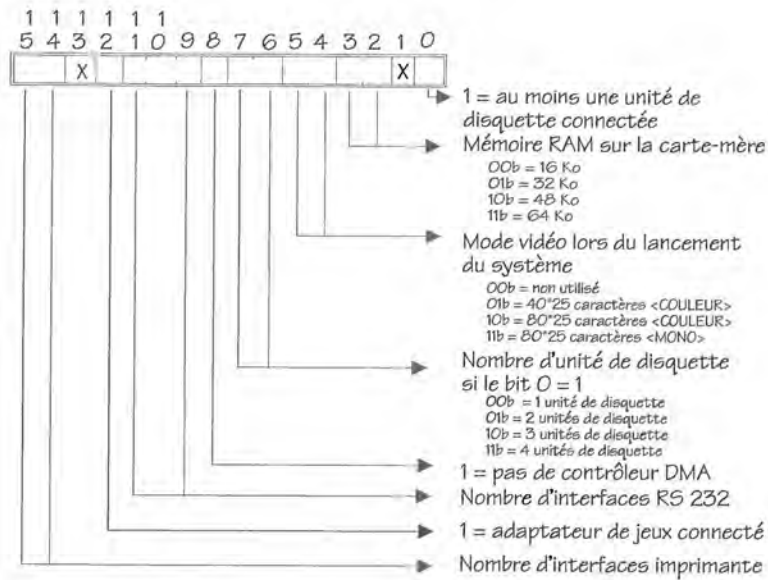 1 1 1 1 1 1
5 4 3 2 1 0 9 8 7 6 5 4 3 2 1 0
X X
1 = au moins une unité de
disquette connectée
Mémoire RAM sur la carte-mère
00b = 16 Ko
01b = 32 Ko
10b = 48 Ko
11b = 64 Ko
Mode vidéo lors du lancement
du système
00b = non utilisé
01b = 40*25 caractères <COULEUR>
10b = 80*25 caractères <COULEUR>
11b = 80*25 caractères <MONO>
Nombre d'unité de disquette
si le bit 0 = 1
00b = 1 unité de disquette
01b = 2 unités de disquette
10b = 3 unités de disquette
11b = 4 unités de disquette
1 = pas de contrôleur DMA
Nombre d'interfaces RS 232
1 = adaptateur de jeux connecté
Nombre d'interfaces imprimante